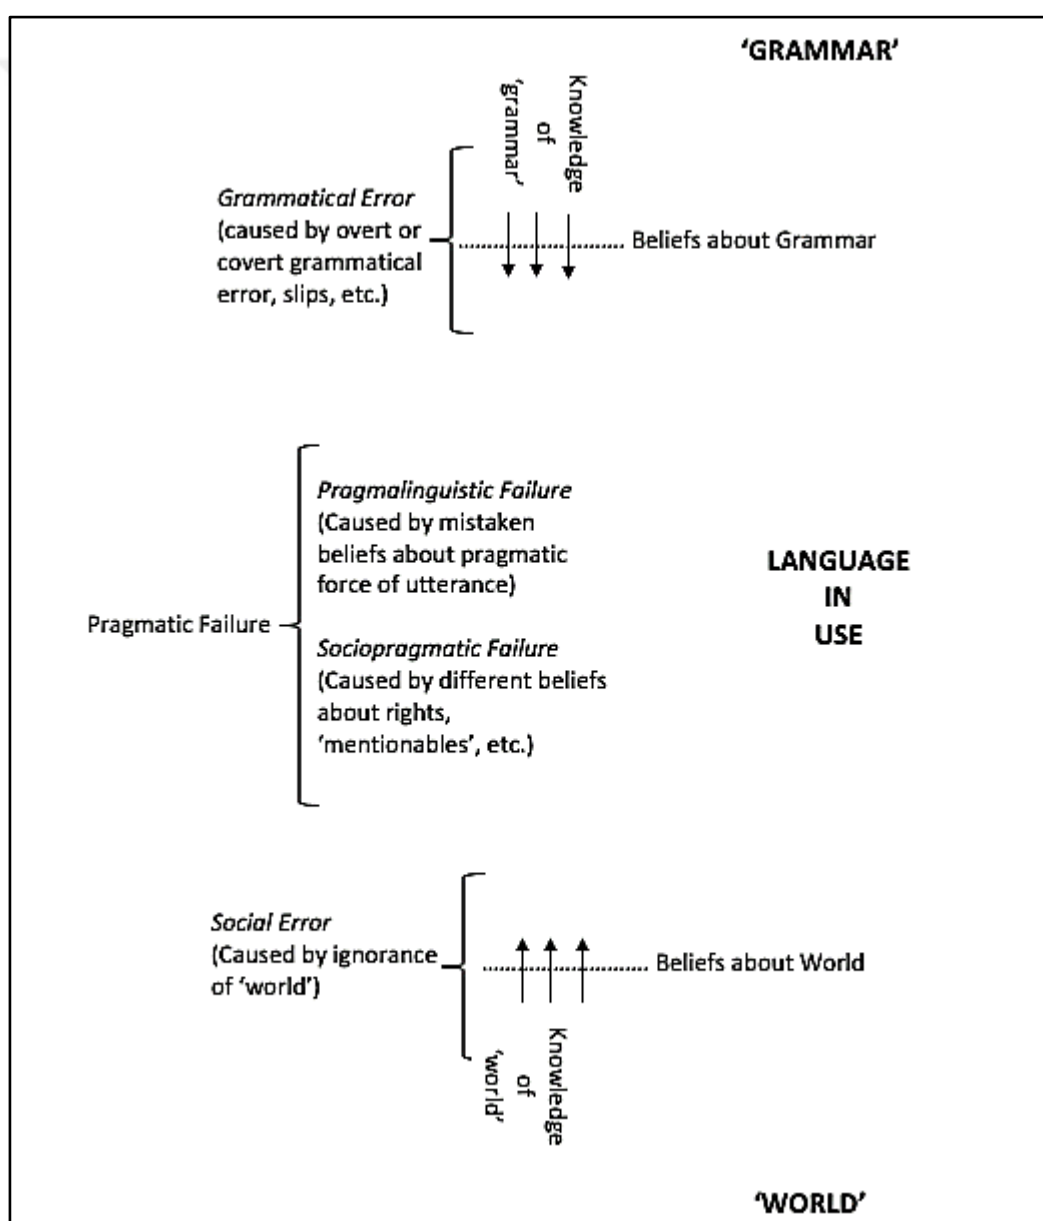 ‘GRAMMAR’
Knowledge
of
‘grammar’
Grammatical Error
(caused by overt or
covert grammatical
error, slips, etc.)
Beliefs about Grammar
Pragmalinguistic Failure
(Caused by mistaken
beliefs about pragmatic
force of utterance)
LANGUAGE
IN
USE
Pragmatic Failure
Sociopragmatic Failure
(Caused by different beliefs
about rights,
‘mentionables’, etc.)
Social Error
(Caused by ignorance
of ‘world’)
Beliefs about World
Knowledge
of
‘world’
‘WORLD’